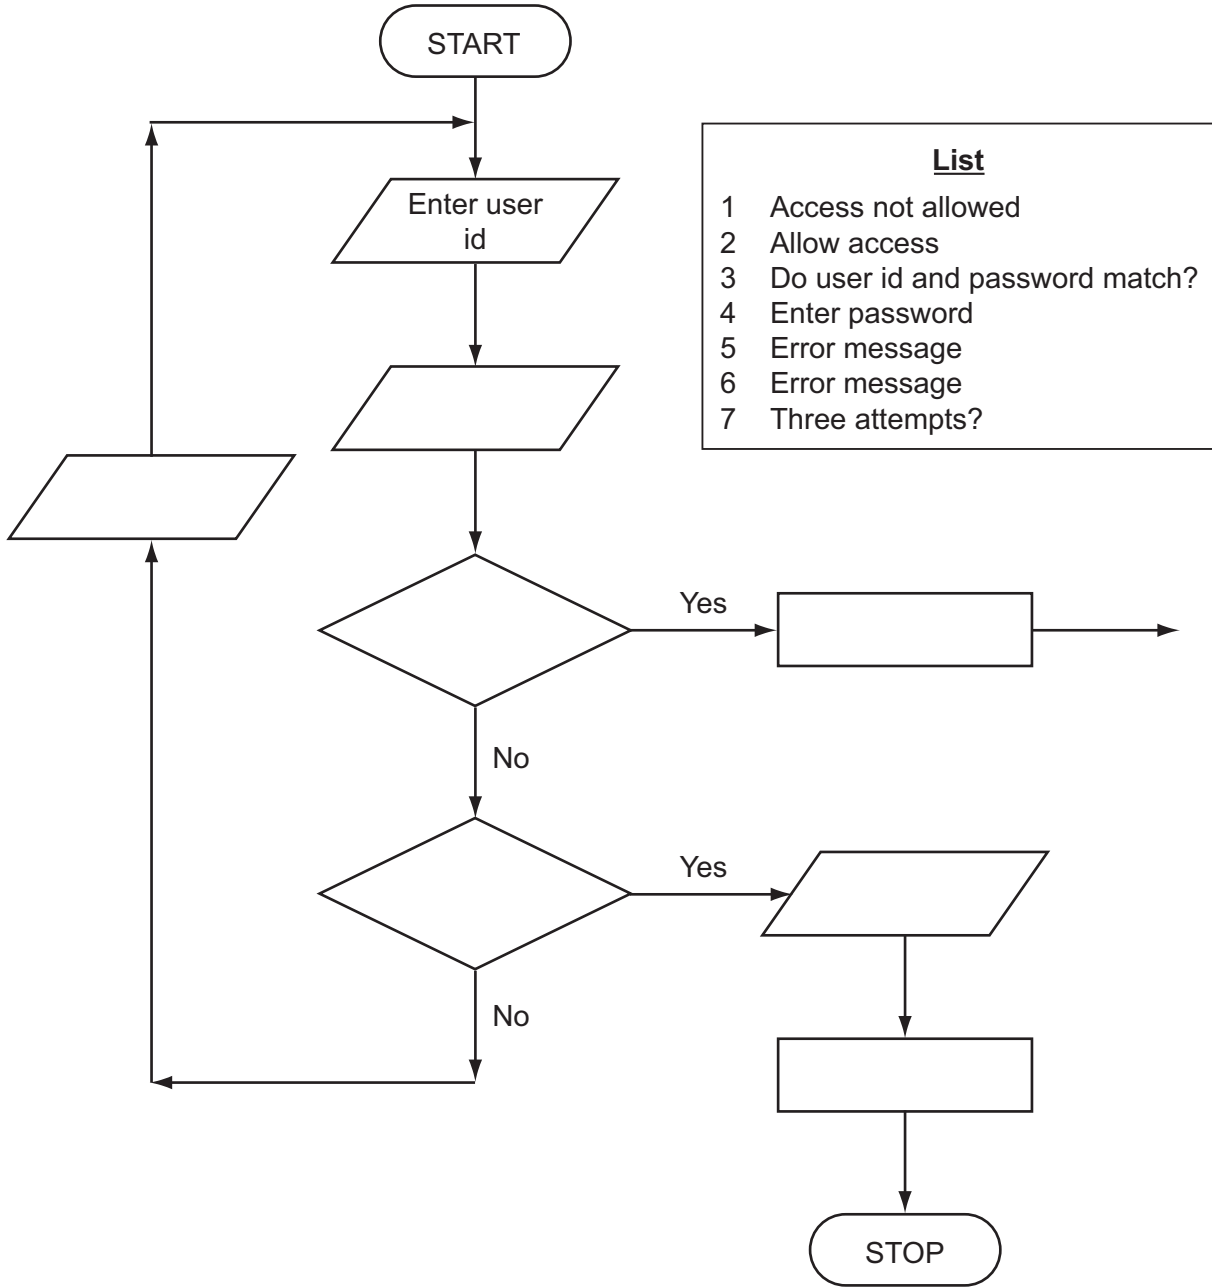 START
Enter user
id
List
1 Access not allowed
2 Allow access
3 Do user id and password match?
4 Enter password
5 Error message
6 Error message
7 Three attempts?
Yes
No
Yes
No
STOP